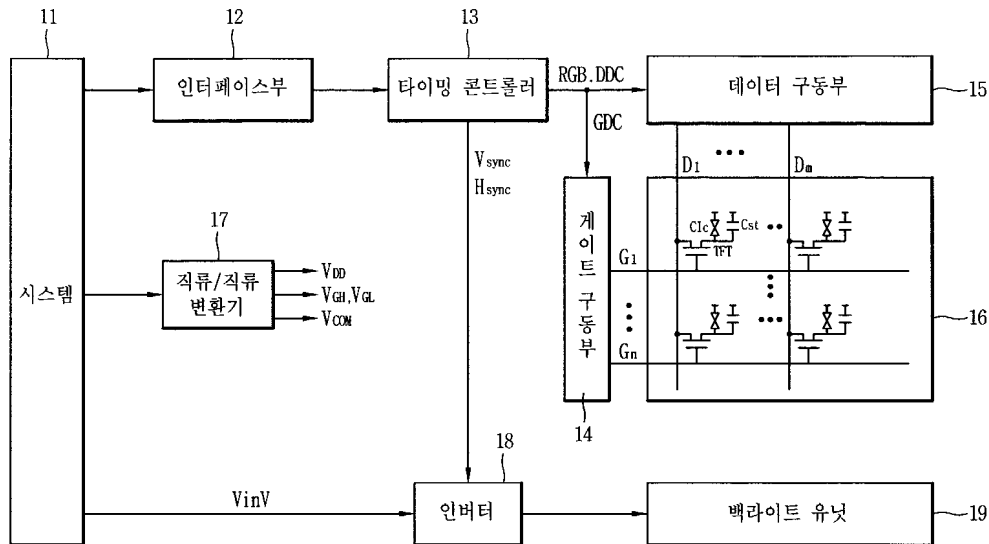 11
12
13
인터페이스부
타이밍 콘트롤러
RGB.DDC
데이터 구동부
15
GDC
Vsync
Hsync
D1
Dm
게이트 구동부
Clc
Cst
TFT
G1
17
시스템
직류/직류
변환기
VDD
VGH,VGL
VCOM
16
Gn
14
18
VinV
인버터
백라이트 유닛
19